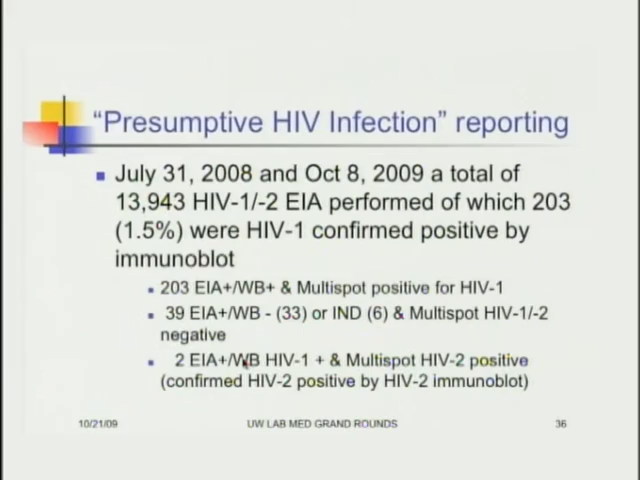 “Presumptive HIV Infection” reporting
July 31, 2008 and Oct 8, 2009 a total of
13,943 HIV-1/-2 EIA performed of which 203
(1.5%) were HIV-1 confirmed positive by
immunoblot
203 EIA+/WB+ & Multispot positive for HIV-1
39 EIA+/WB - (33) or IND (6) & Multispot HIV-1/-2
negative
2 EIA+/WB HIV-1 + & Multispot HIV-2 positive
(confirmed HIV-2 positive by HIV-2 immunoblot)
10/21/09 UW LAB MED GRAND ROUNDS 36